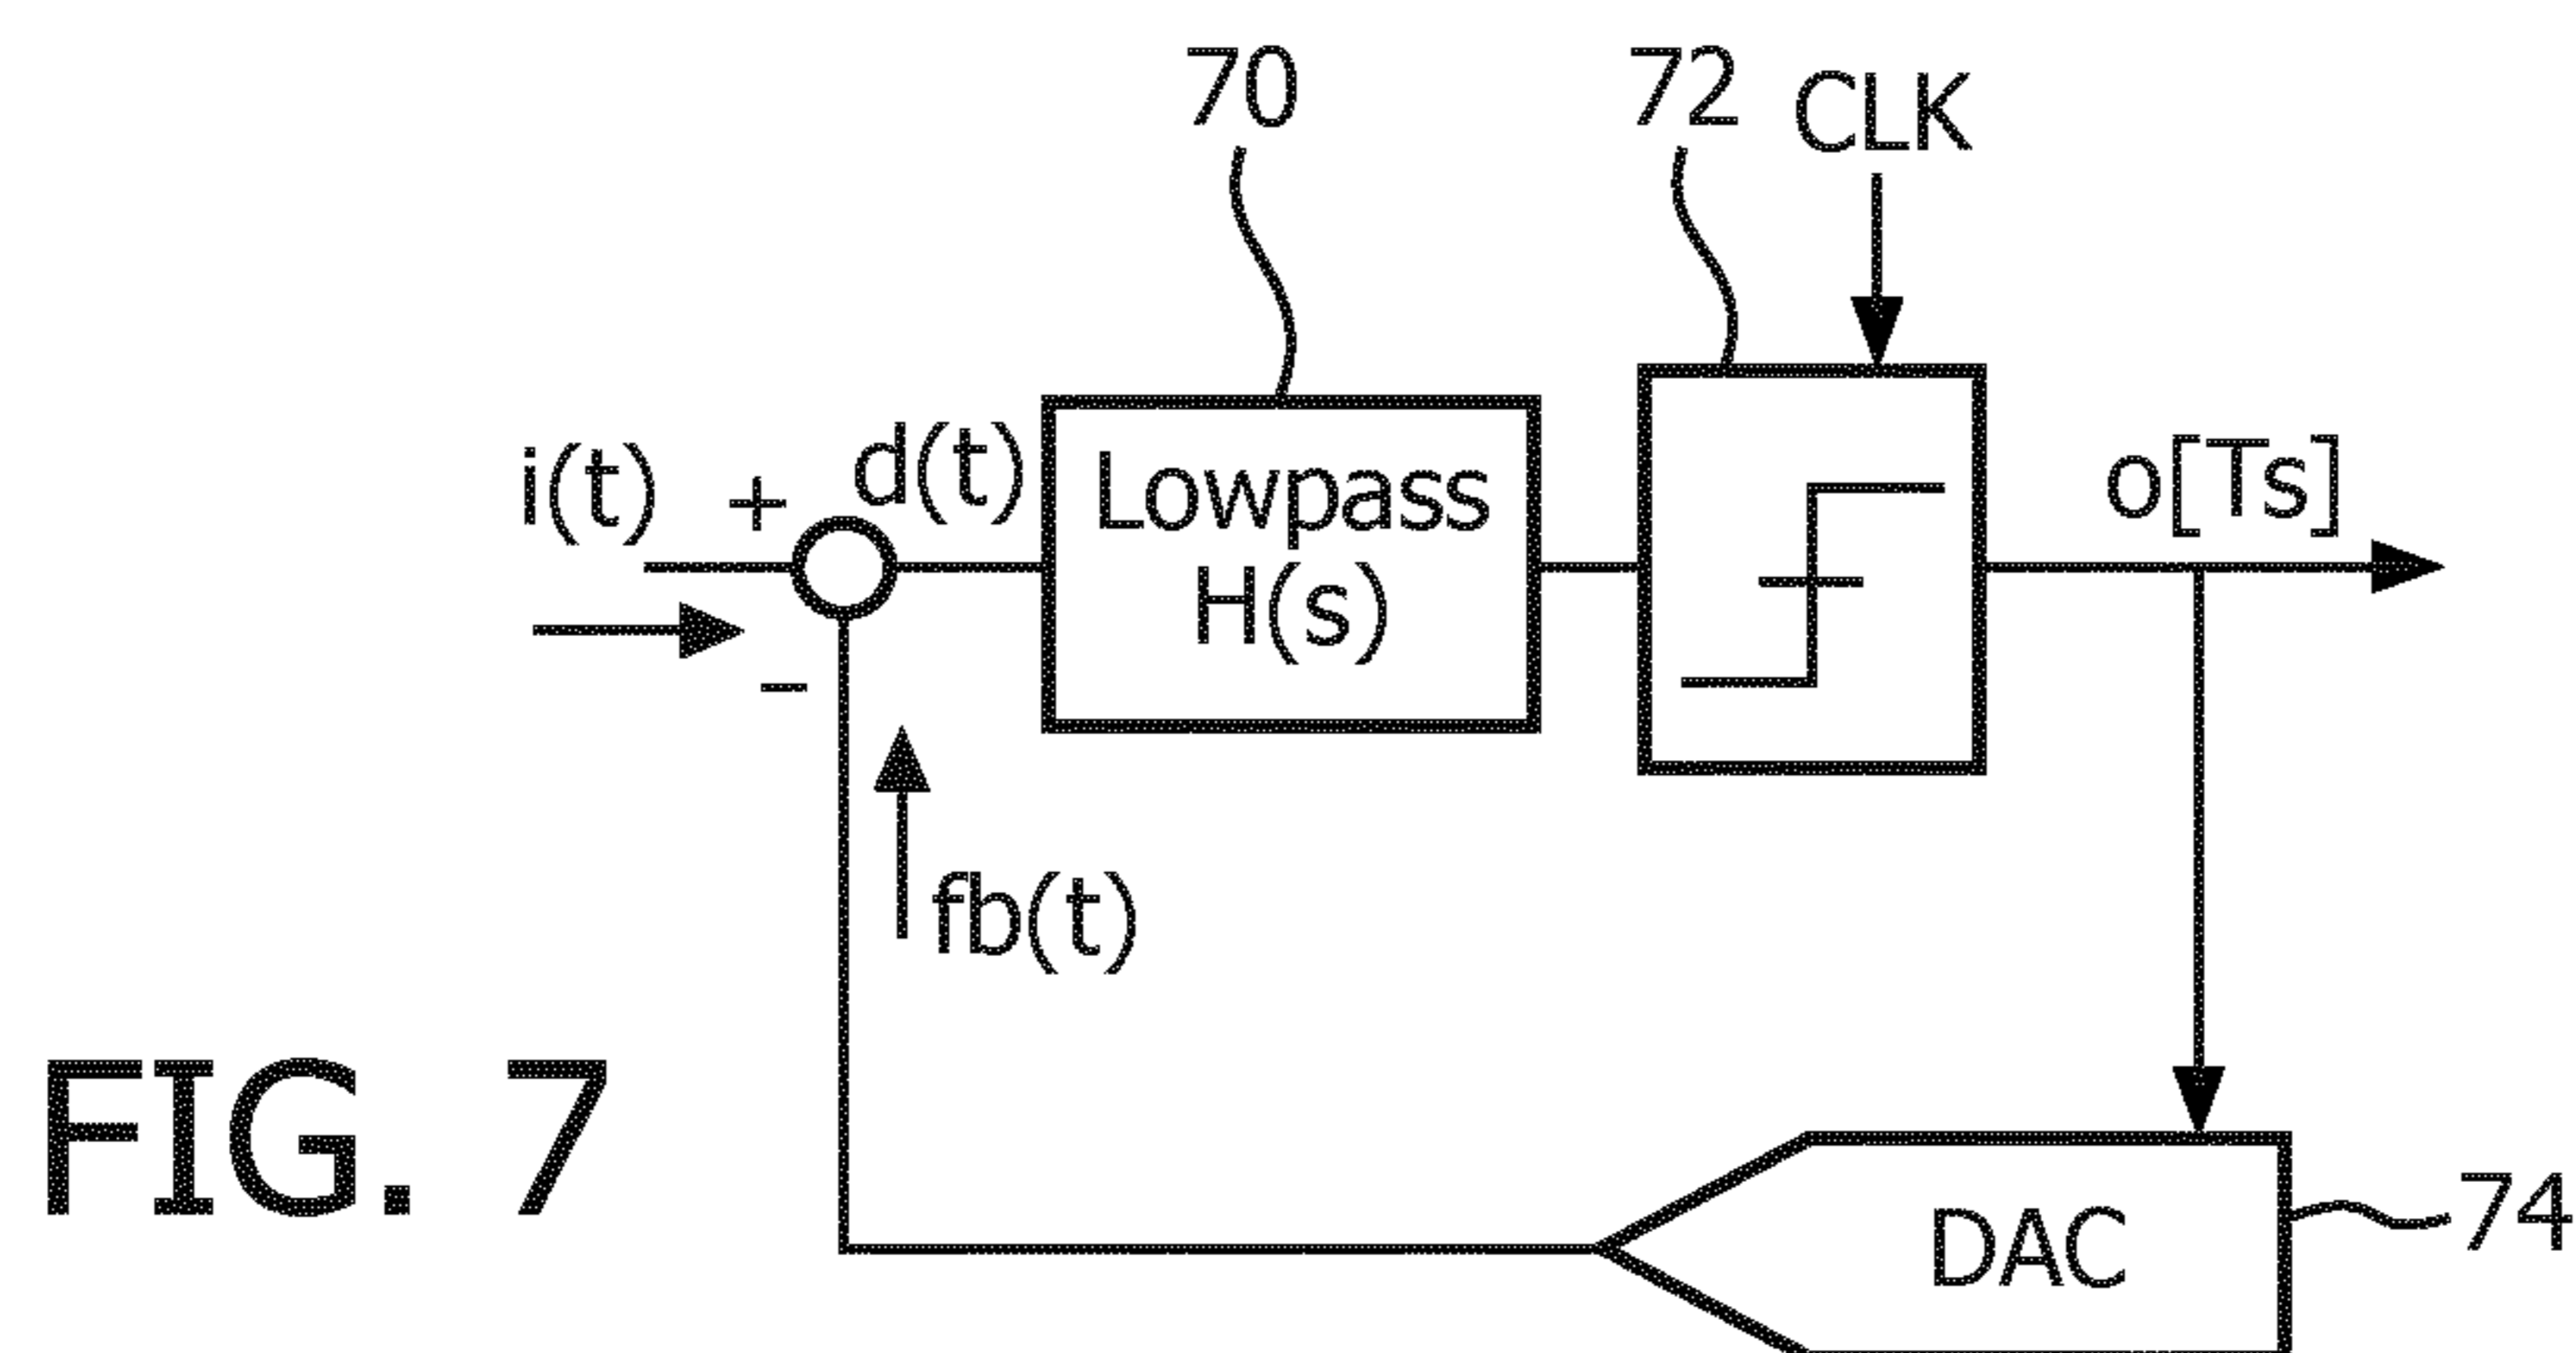 70
72 CLK
i(t) + d(t)
Lowpass
H(s)
o[Ts]
−
fb(t)
FIG. 7
DAC
74